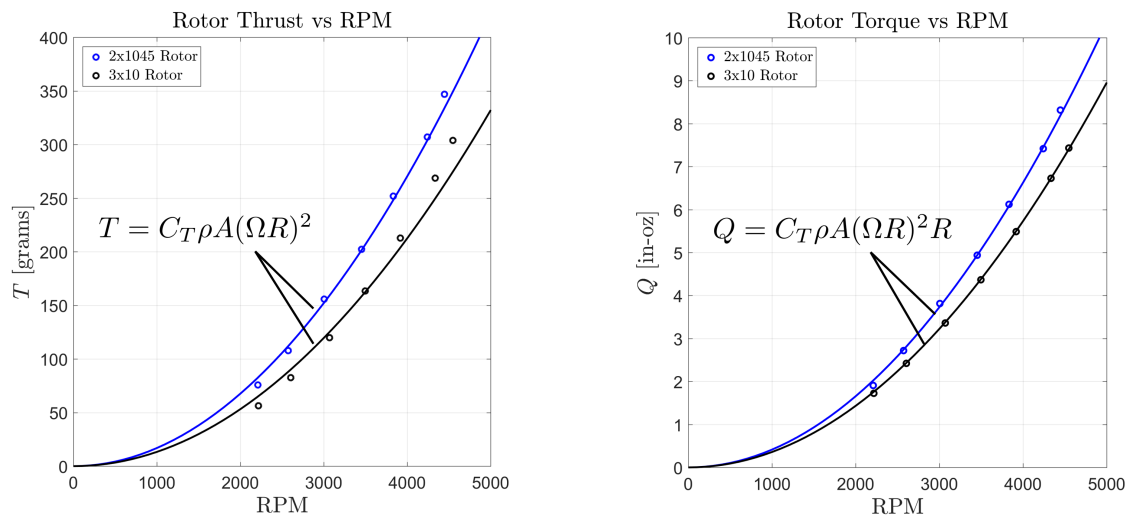 Rotor Thrust vs RPM
400
350
300
250
200
150
100
50
0
2x1045 Rotor
3x10 Rotor
T = C_T ρA(ΩR)²
T [grams]
0 1000 2000 3000 4000 5000
RPM
Rotor Torque vs RPM
10
9
8
7
6
5
4
3
2
1
0
2x1045 Rotor
3x10 Rotor
Q = C_T ρA(ΩR)²R
Q [in-oz]
0 1000 2000 3000 4000 5000
RPM